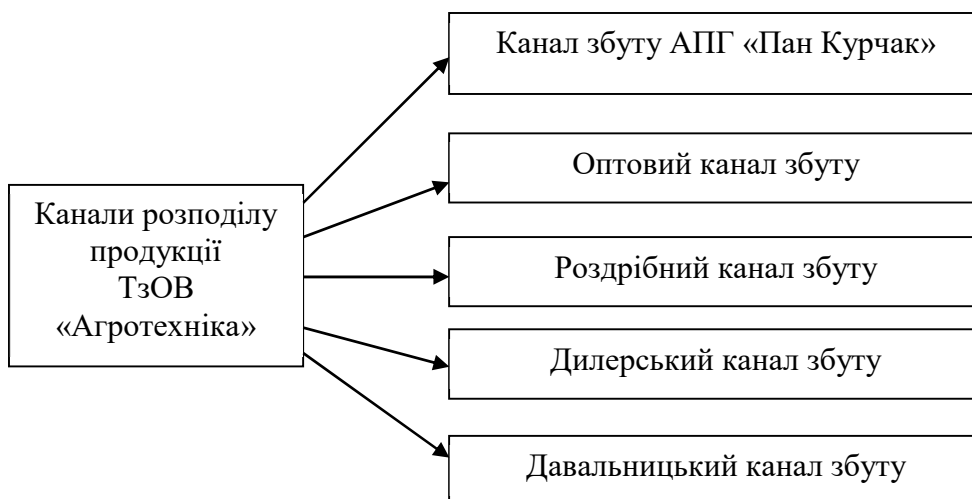 Канали розподілу
продукції
ТзОВ
«Агротехніка»
Канал збуту АПГ «Пан Курчак»
Оптовий канал збуту
Роздрібний канал збуту
Дилерський канал збуту
Давальницький канал збуту